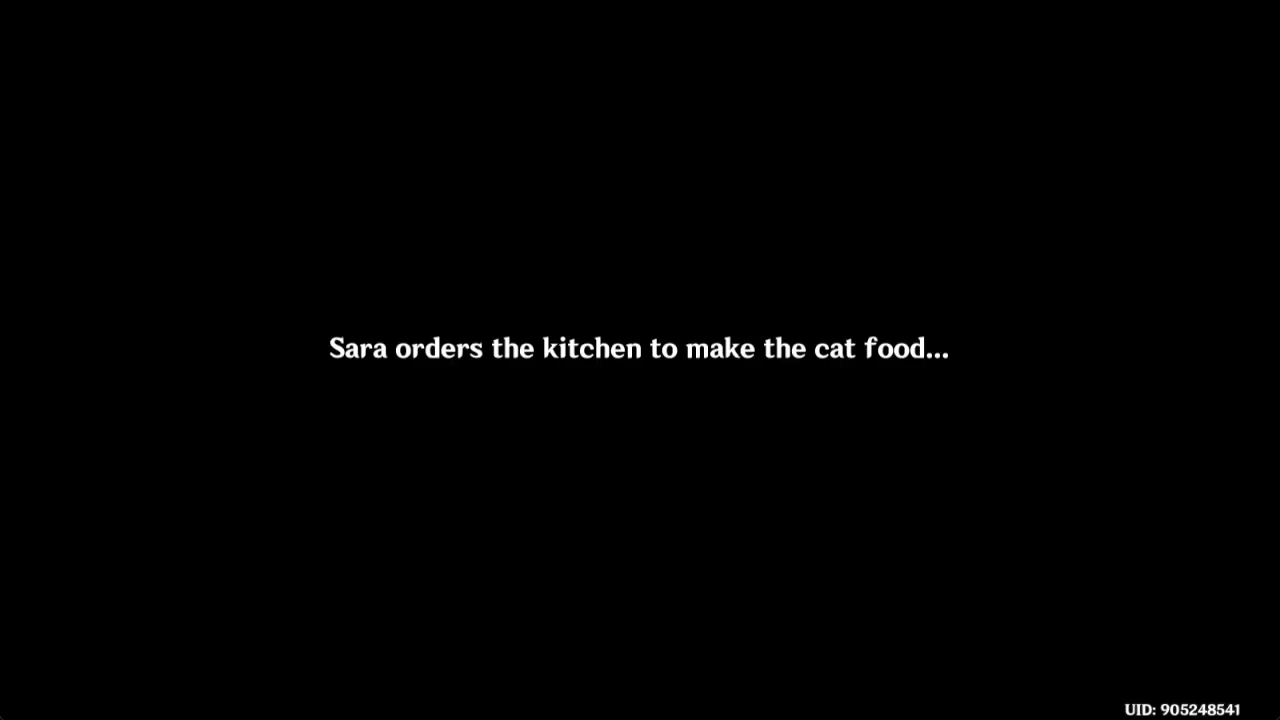 Sara orders the kitchen to make the cat food...
UID: 905248541